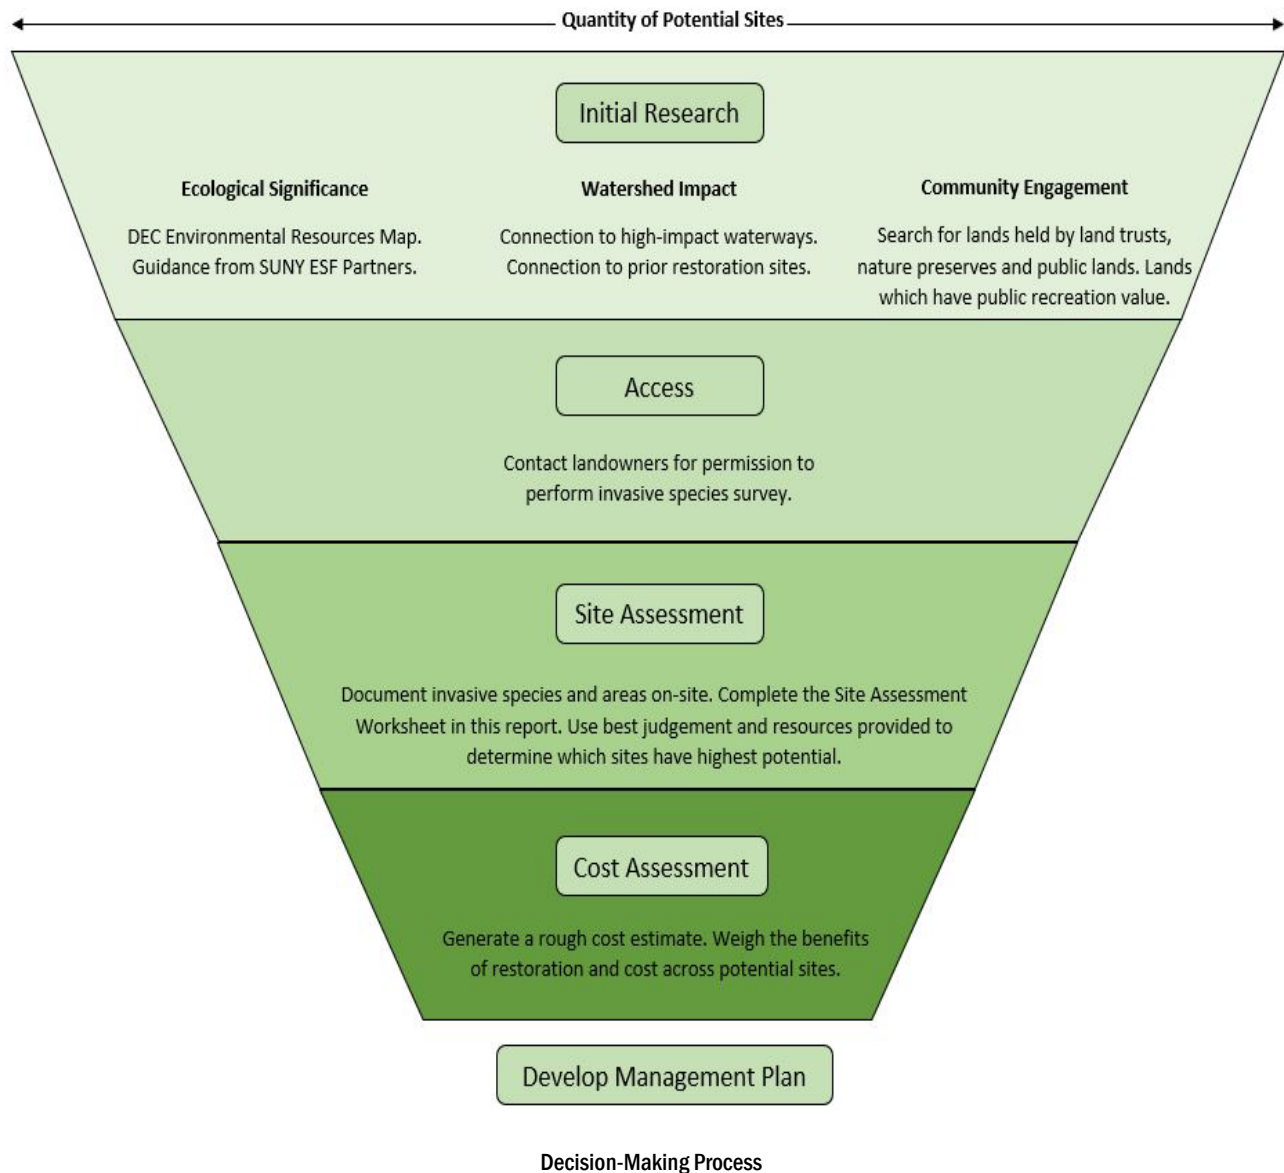 Quantity of Potential Sites
Initial Research
Ecological Significance
DEC Environmental Resources Map.
Guidance from SUNY ESF Partners.
Watershed Impact
Connection to high-impact waterways.
Connection to prior restoration sites.
Community Engagement
Search for lands held by land trusts,
nature preserves and public lands. Lands
which have public recreation value.
Access
Contact landowners for permission to
perform invasive species survey.
Site Assessment
Document invasive species and areas on-site. Complete the Site Assessment
Worksheet in this report. Use best judgement and resources provided to
determine which sites have highest potential.
Cost Assessment
Generate a rough cost estimate. Weigh the benefits
of restoration and cost across potential sites.
Develop Management Plan
Decision-Making Process